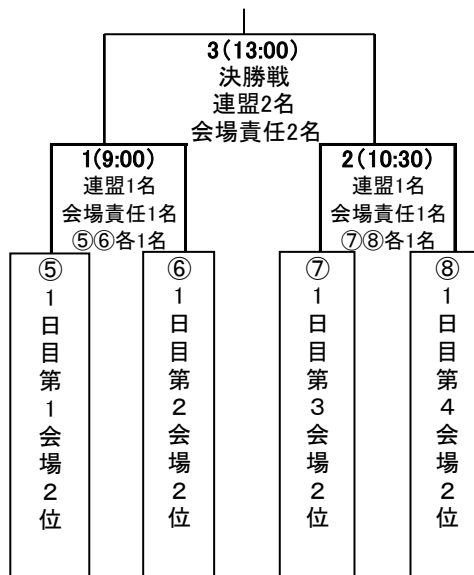 3(13:00)
決勝戦
連盟2名
会場責任2名
1(9:00)
連盟1名
会場責任1名
⑤⑥各1名
2(10:30)
連盟1名
会場責任1名
⑦⑧各1名
⑤
1日目第1会場2位
⑥
1日目第2会場2位
⑦
1日目第3会場2位
⑧
1日目第4会場2位